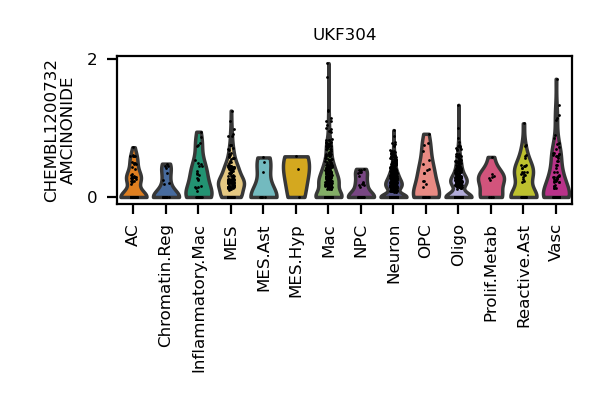 UKF304
CHEMBL1200732
AMCINONIDE
2
0
AC
Chromatin.Reg
Inflammatory.Mac
MES
MES.Ast
MES.Hyp
Mac
NPC
Neuron
OPC
Oligo
Prolif.Metab
Reactive.Ast
Vasc